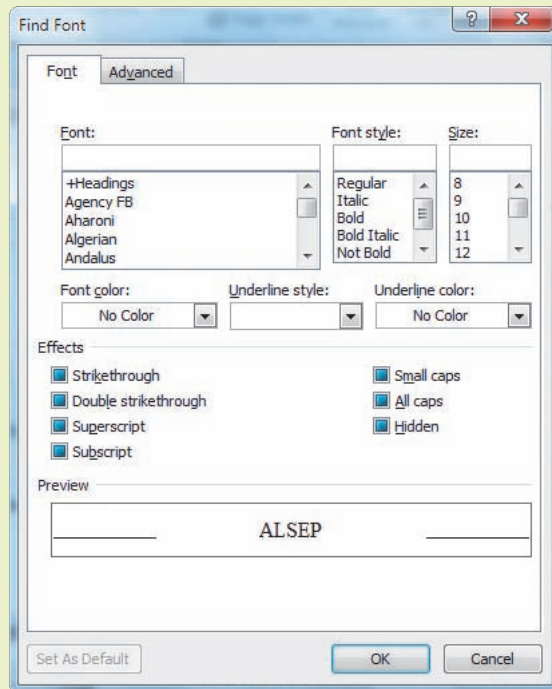 Find Font
Font Advanced
Font: Font style: Size:
+Headings Regular 8
Agency FB Italic 9
Aharoni Bold 10
Algerian Bold Italic 11
Andalus Not Bold 12
Font color: Underline style: Underline color:
No Color No Color
Effects
Strikethrough Small caps
Double strikethrough All caps
Superscript Hidden
Subscript
Preview
ALSEP
Set As Default OK Cancel